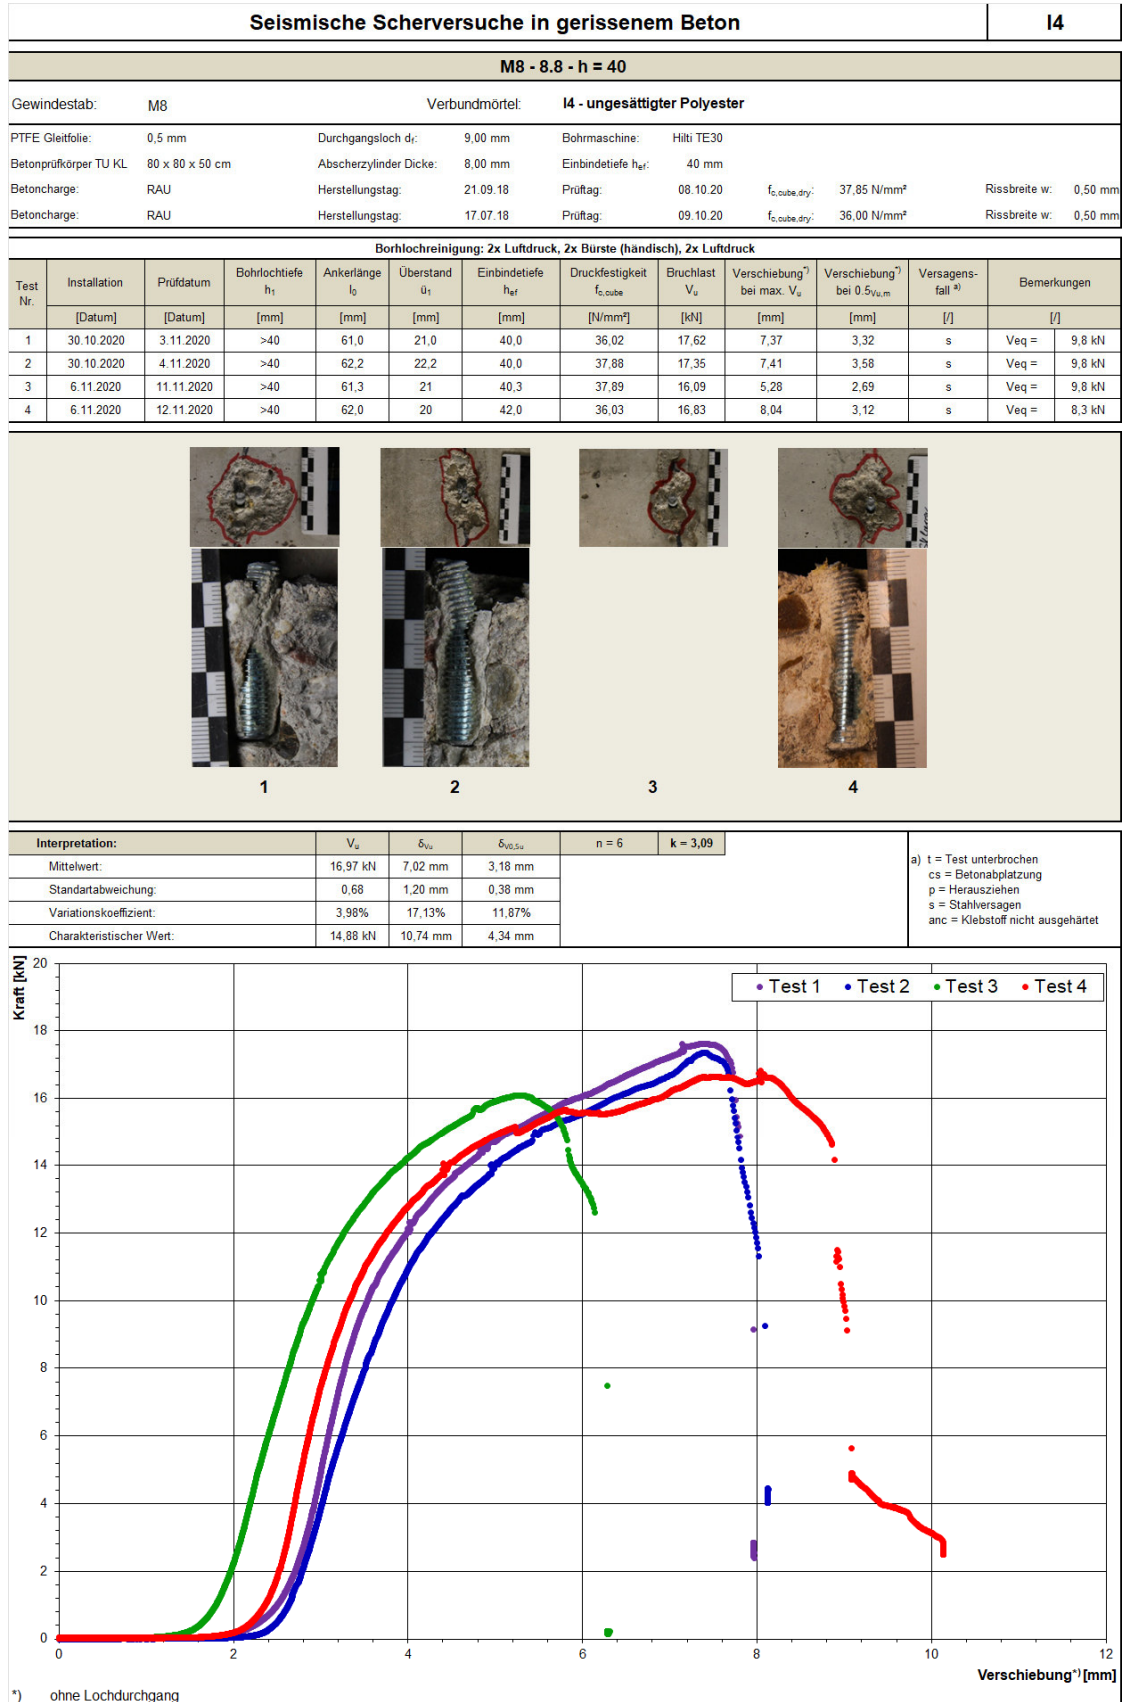 Seismische Scherversuche in gerissenem Beton I4
M8 - 8.8 - h = 40
Gewindestab: M8 Verbundmörtel: I4 - ungesättigter Polyester
PTFE Gleitfolie: 0,5 mm Durchgangsloch df: 9,00 mm Bohrmaschine: Hilti TE30
Betonprüfkörper TU KL 80 x 80 x 50 cm Abscherzylinder Dicke: 8,00 mm Einbindetiefe hef: 40 mm
Betoncharge: RAU Herstellungstag: 21.09.18 Prüftag: 08.10.20 fc,cube,dry: 37,85 N/mm² Rissbreite w: 0,50 mm
Betoncharge: RAU Herstellungstag: 17.07.18 Prüftag: 09.10.20 fc,cube,dry: 36,00 N/mm² Rissbreite w: 0,50 mm
Borhlochreinigung: 2x Luftdruck, 2x Bürste (händisch), 2x Luftdruck
Test Nr. Installation Prüfdatum Bohrlochtiefe h1 Ankerlänge l0 Überstand ü1 Einbindetiefe hef Druckfestigkeit fc,cube Bruchlast Vu Verschiebung*) bei max. Vu Verschiebung*) bei 0.5Vu,m Versagens-fall a) Bemerkungen
[Datum] [Datum] [mm] [mm] [mm] [mm] [N/mm²] [kN] [mm] [mm] [/] [/]
1 30.10.2020 3.11.2020 >40 61,0 21,0 40,0 36,02 17,62 7,37 3,32 s Veq = 9,8 kN
2 30.10.2020 4.11.2020 >40 62,2 22,2 40,0 37,88 17,35 7,41 3,58 s Veq = 9,8 kN
3 6.11.2020 11.11.2020 >40 61,3 21 40,3 37,89 16,09 5,28 2,69 s Veq = 9,8 kN
4 6.11.2020 12.11.2020 >40 62,0 20 42,0 36,03 16,83 8,04 3,12 s Veq = 8,3 kN
1 2 3 4
Interpretation: Vu δVu δV0,5u n = 6 k = 3,09
Mittelwert: 16,97 kN 7,02 mm 3,18 mm
Standartabweichung: 0,68 1,20 mm 0,38 mm
Variationskoeffizient: 3,98% 17,13% 11,87%
Charakteristischer Wert: 14,88 kN 10,74 mm 4,34 mm
a) t = Test unterbrochen
cs = Betonabplatzung
p = Herausziehen
s = Stahlversagen
anc = Klebstoff nicht ausgehärtet
Kraft [kN]
Test 1 Test 2 Test 3 Test 4
20
18
16
14
12
10
8
6
4
2
0
0 2 4 6 8 10 12
Verschiebung*) [mm]
*) ohne Lochdurchgang